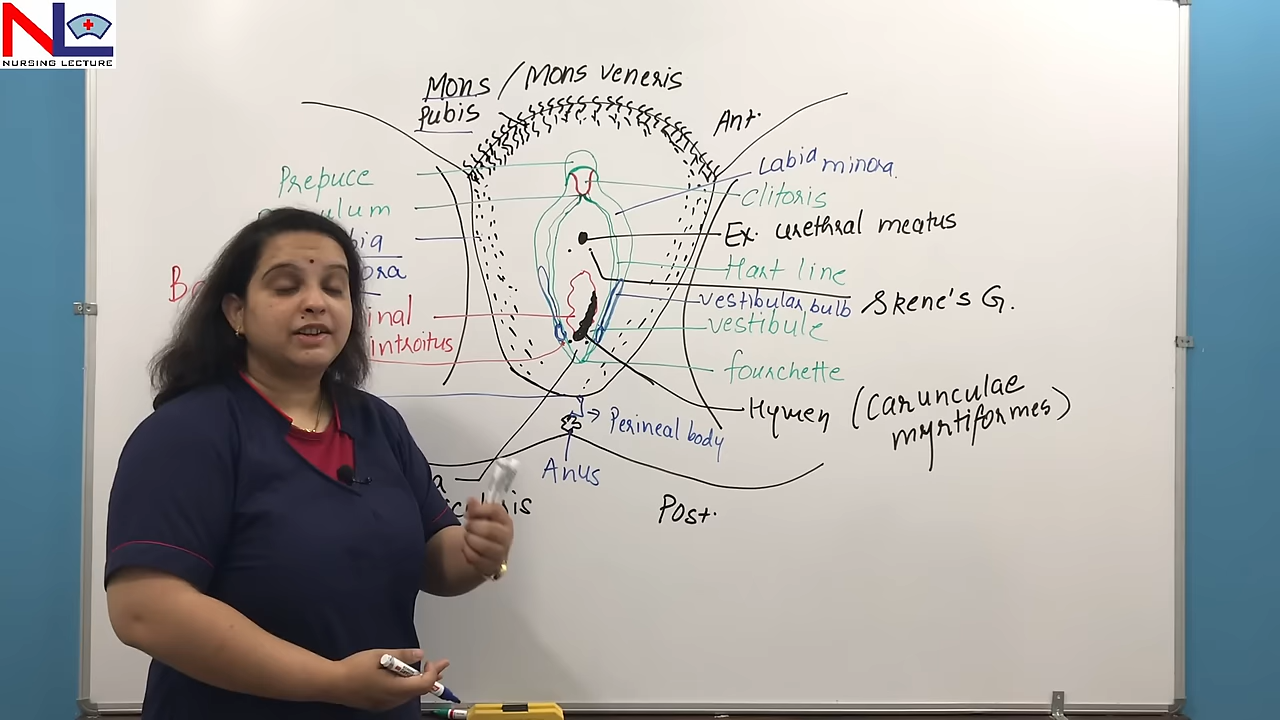 NL
NURSING LECTURE
Mons / Mons veneris
Pubis
Ant.
Prepuce
Labia minora.
clitoris
Ex. urethral meatus
Hart line
vestibular bulb
Skene's G.
vestibule
introitus
fourchette
Hymen (carunculae
myrtiformes)
Perineal body
Anus
Post.